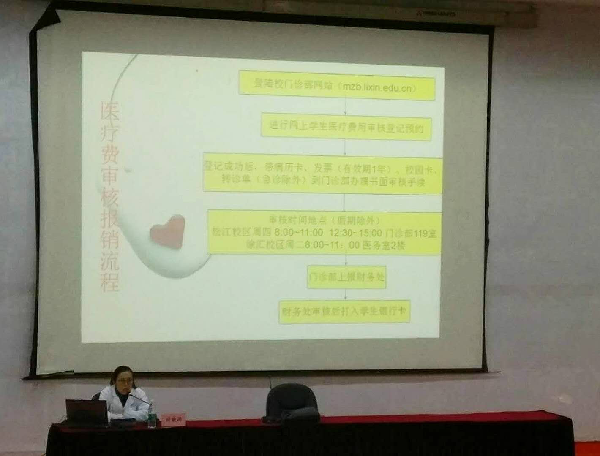 医疗费审核报销流程
登陆校门诊部网站（mzb.lixin.edu.cn）
进行网上学生医疗费用审核登记预约
登记成功后，带病历卡、发票（有效期1年）、校园卡、
转诊单（急诊除外）到门诊部办理书面审核手续
审核时间地点（假期除外）
松江校区周四 8:00-11:00 12:30-15:00 门诊部119室
徐汇校区周二 8:00-11：00 医务室2楼
门诊部上报财务处
财务处审核后打入学生银行卡